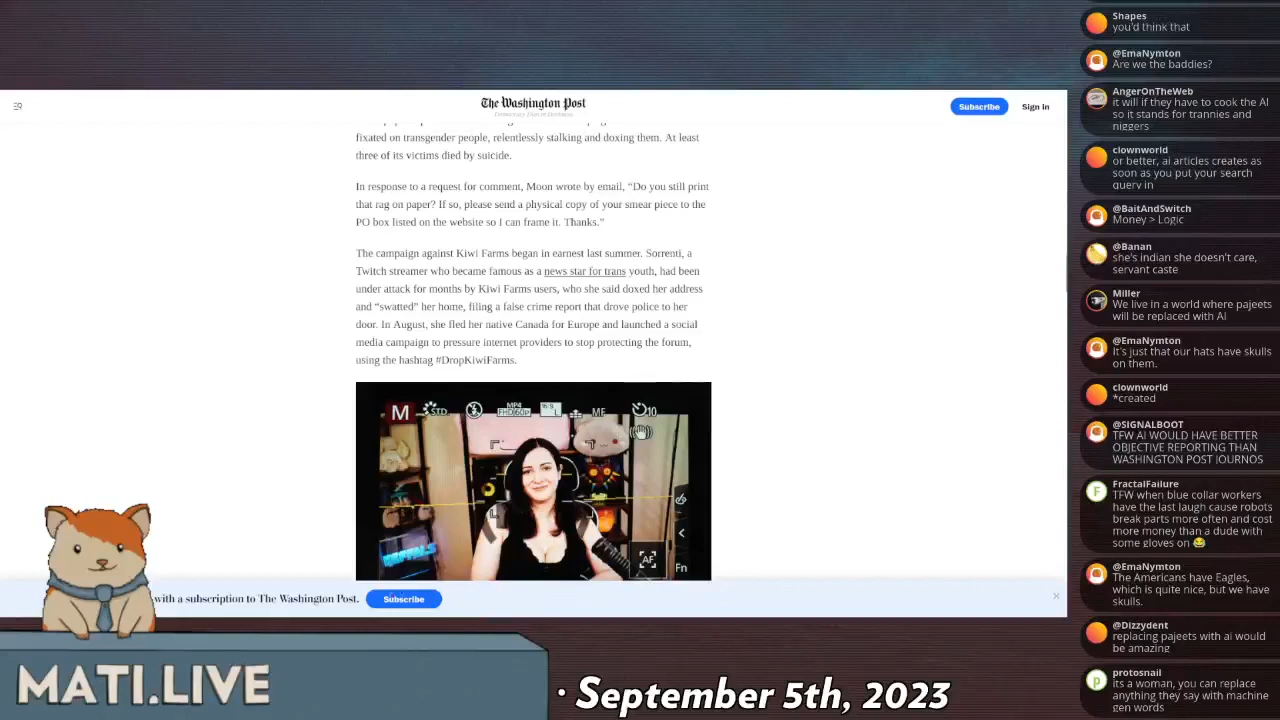 The Washington Post
Democracy Dies in Darkness
Subscribe
Sign in
fixated on transgender people, relentlessly stalking and doxing them. At least
three of its victims died by suicide.
In response to a request for comment, Moon wrote by email, “Do you still print
that rag on paper? If so, please send a physical copy of your smear piece to the
PO box listed on the website so I can frame it. Thanks.”
The campaign against Kiwi Farms began in earnest last summer. Sorrenti, a
Twitch streamer who became famous as a news star for trans youth, had been
under attack for months by Kiwi Farms users, who she said doxed her address
and “swatted” her home, filing a false crime report that drove police to her
door. In August, she fled her native Canada for Europe and launched a social
media campaign to pressure internet providers to stop protecting the forum,
using the hashtag #DropKiwiFarms.
M
STD
MP4
FHD 60p
16:9
L
MF
10
AF
Fn
with a subscription to The Washington Post.
Subscribe
MATI.LIVE
· September 5th, 2023
Shapes
you'd think that
@EmaNymton
Are we the baddies?
AngerOnTheWeb
it will if they have to cook the AI
so it stands for trannies and
niggers
clownworld
or better, ai articles creates as
soon as you put your search
query in
@BaitAndSwitch
Money > Logic
@Banan
she's indian she doesn't care,
servant caste
Miller
We live in a world where pajeets
will be replaced with AI
@EmaNymton
It's just that our hats have skulls
on them.
clownworld
*created
@SIGNALBOOT
TFW AI WOULD HAVE BETTER
OBJECTIVE REPORTING THAN
WASHINGTON POST JOURNOS
F
FractalFailure
TFW when blue collar workers
have the last laugh cause robots
break parts more often and cost
more money than a dude with
some gloves on 😂
@EmaNymton
The Americans have Eagles,
which is quite nice, but we have
skulls.
@Dizzydent
replacing pajeets with ai would
be amazing
p
protosnail
its a woman, you can replace
anything they say with machine
gen words